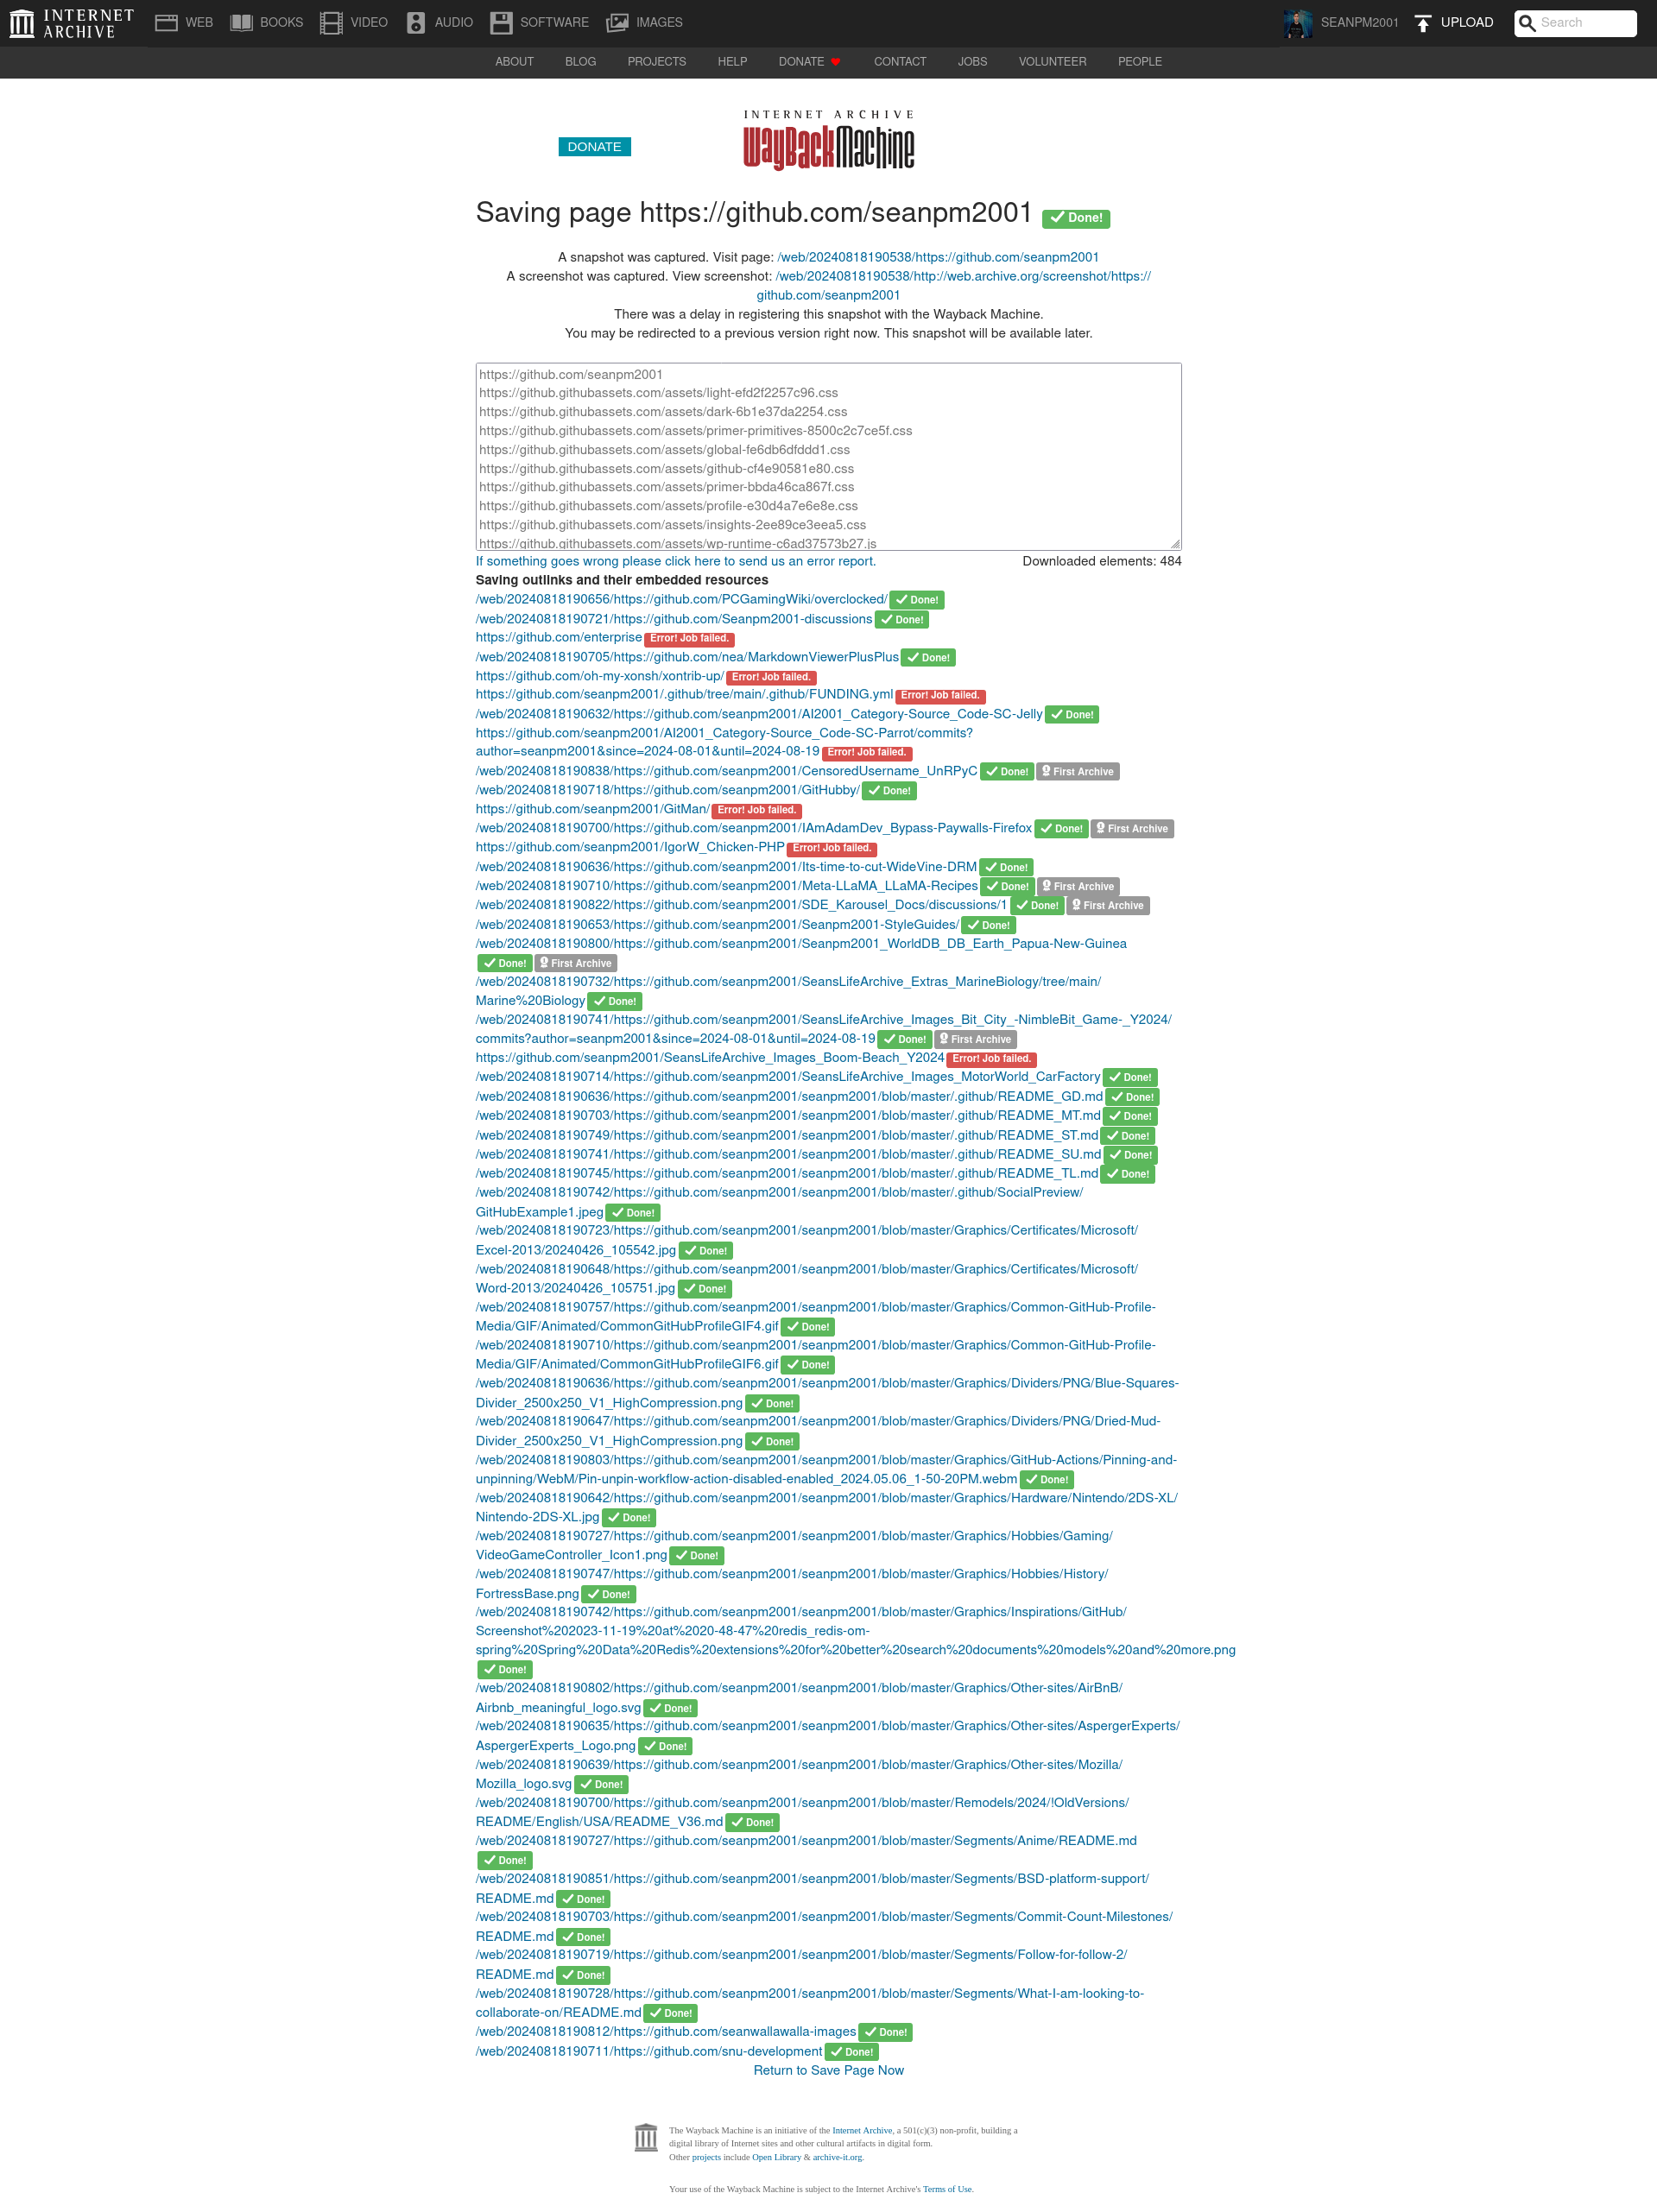 INTERNET ARCHIVE
WEB BOOKS VIDEO AUDIO SOFTWARE IMAGES SEANPM2001 UPLOAD Search
ABOUT BLOG PROJECTS HELP DONATE CONTACT JOBS VOLUNTEER PEOPLE
INTERNET ARCHIVE
WayBackMachine
DONATE
Saving page https://github.com/seanpm2001 Done!
A snapshot was captured. Visit page: /web/20240818190538/https://github.com/seanpm2001
A screenshot was captured. View screenshot: /web/20240818190538/http://web.archive.org/screenshot/https://
github.com/seanpm2001
There was a delay in registering this snapshot with the Wayback Machine.
You may be redirected to a previous version right now. This snapshot will be available later.
https://github.com/seanpm2001
https://github.githubassets.com/assets/light-efd2f2257c96.css
https://github.githubassets.com/assets/dark-6b1e37da2254.css
https://github.githubassets.com/assets/primer-primitives-8500c2c7ce5f.css
https://github.githubassets.com/assets/global-fe6db6dfddd1.css
https://github.githubassets.com/assets/github-cf4e90581e80.css
https://github.githubassets.com/assets/primer-bbda46ca867f.css
https://github.githubassets.com/assets/profile-e30d4a7e6e8e.css
https://github.githubassets.com/assets/insights-2ee89ce3eea5.css
https://github.githubassets.com/assets/wp-runtime-c6ad37573b27.js
If something goes wrong please click here to send us an error report. Downloaded elements: 484
Saving outlinks and their embedded resources
/web/20240818190656/https://github.com/PCGamingWiki/overclocked/ Done!
/web/20240818190721/https://github.com/Seanpm2001-discussions Done!
https://github.com/enterprise Error! Job failed.
/web/20240818190705/https://github.com/nea/MarkdownViewerPlusPlus Done!
https://github.com/oh-my-xonsh/xontrib-up/ Error! Job failed.
https://github.com/seanpm2001/.github/tree/main/.github/FUNDING.yml Error! Job failed.
/web/20240818190632/https://github.com/seanpm2001/AI2001_Category-Source_Code-SC-Jelly Done!
https://github.com/seanpm2001/AI2001_Category-Source_Code-SC-Parrot/commits?
author=seanpm2001&since=2024-08-01&until=2024-08-19 Error! Job failed.
/web/20240818190838/https://github.com/seanpm2001/CensoredUsername_UnRPyC Done! First Archive
/web/20240818190718/https://github.com/seanpm2001/GitHubby/ Done!
https://github.com/seanpm2001/GitMan/ Error! Job failed.
/web/20240818190700/https://github.com/seanpm2001/IAmAdamDev_Bypass-Paywalls-Firefox Done! First Archive
https://github.com/seanpm2001/IgorW_Chicken-PHP Error! Job failed.
/web/20240818190636/https://github.com/seanpm2001/Its-time-to-cut-WideVine-DRM Done!
/web/20240818190710/https://github.com/seanpm2001/Meta-LLaMA_LLaMA-Recipes Done! First Archive
/web/20240818190822/https://github.com/seanpm2001/SDE_Karousel_Docs/discussions/1 Done! First Archive
/web/20240818190653/https://github.com/seanpm2001/Seanpm2001-StyleGuides/ Done!
/web/20240818190800/https://github.com/seanpm2001/Seanpm2001_WorldDB_DB_Earth_Papua-New-Guinea
Done! First Archive
/web/20240818190732/https://github.com/seanpm2001/SeansLifeArchive_Extras_MarineBiology/tree/main/
Marine%20Biology Done!
/web/20240818190741/https://github.com/seanpm2001/SeansLifeArchive_Images_Bit_City_-NimbleBit_Game-_Y2024/
commits?author=seanpm2001&since=2024-08-01&until=2024-08-19 Done! First Archive
https://github.com/seanpm2001/SeansLifeArchive_Images_Boom-Beach_Y2024 Error! Job failed.
/web/20240818190714/https://github.com/seanpm2001/SeansLifeArchive_Images_MotorWorld_CarFactory Done!
/web/20240818190636/https://github.com/seanpm2001/seanpm2001/blob/master/.github/README_GD.md Done!
/web/20240818190703/https://github.com/seanpm2001/seanpm2001/blob/master/.github/README_MT.md Done!
/web/20240818190749/https://github.com/seanpm2001/seanpm2001/blob/master/.github/README_ST.md Done!
/web/20240818190741/https://github.com/seanpm2001/seanpm2001/blob/master/.github/README_SU.md Done!
/web/20240818190745/https://github.com/seanpm2001/seanpm2001/blob/master/.github/README_TL.md Done!
/web/20240818190742/https://github.com/seanpm2001/seanpm2001/blob/master/.github/SocialPreview/
GitHubExample1.jpeg Done!
/web/20240818190723/https://github.com/seanpm2001/seanpm2001/blob/master/Graphics/Certificates/Microsoft/
Excel-2013/20240426_105542.jpg Done!
/web/20240818190648/https://github.com/seanpm2001/seanpm2001/blob/master/Graphics/Certificates/Microsoft/
Word-2013/20240426_105751.jpg Done!
/web/20240818190757/https://github.com/seanpm2001/seanpm2001/blob/master/Graphics/Common-GitHub-Profile-
Media/GIF/Animated/CommonGitHubProfileGIF4.gif Done!
/web/20240818190710/https://github.com/seanpm2001/seanpm2001/blob/master/Graphics/Common-GitHub-Profile-
Media/GIF/Animated/CommonGitHubProfileGIF6.gif Done!
/web/20240818190636/https://github.com/seanpm2001/seanpm2001/blob/master/Graphics/Dividers/PNG/Blue-Squares-
Divider_2500x250_V1_HighCompression.png Done!
/web/20240818190647/https://github.com/seanpm2001/seanpm2001/blob/master/Graphics/Dividers/PNG/Dried-Mud-
Divider_2500x250_V1_HighCompression.png Done!
/web/20240818190803/https://github.com/seanpm2001/seanpm2001/blob/master/Graphics/GitHub-Actions/Pinning-and-
unpinning/WebM/Pin-unpin-workflow-action-disabled-enabled_2024.05.06_1-50-20PM.webm Done!
/web/20240818190642/https://github.com/seanpm2001/seanpm2001/blob/master/Graphics/Hardware/Nintendo/2DS-XL/
Nintendo-2DS-XL.jpg Done!
/web/20240818190727/https://github.com/seanpm2001/seanpm2001/blob/master/Graphics/Hobbies/Gaming/
VideoGameController_Icon1.png Done!
/web/20240818190747/https://github.com/seanpm2001/seanpm2001/blob/master/Graphics/Hobbies/History/
FortressBase.png Done!
/web/20240818190742/https://github.com/seanpm2001/seanpm2001/blob/master/Graphics/Inspirations/GitHub/
Screenshot%202023-11-19%20at%2020-48-47%20redis_redis-om-
spring%20Spring%20Data%20Redis%20extensions%20for%20better%20search%20documents%20models%20and%20more.png
Done!
/web/20240818190802/https://github.com/seanpm2001/seanpm2001/blob/master/Graphics/Other-sites/AirBnB/
Airbnb_meaningful_logo.svg Done!
/web/20240818190635/https://github.com/seanpm2001/seanpm2001/blob/master/Graphics/Other-sites/AspergerExperts/
AspergerExperts_Logo.png Done!
/web/20240818190639/https://github.com/seanpm2001/seanpm2001/blob/master/Graphics/Other-sites/Mozilla/
Mozilla_logo.svg Done!
/web/20240818190700/https://github.com/seanpm2001/seanpm2001/blob/master/Remodels/2024/!OldVersions/
README/English/USA/README_V36.md Done!
/web/20240818190727/https://github.com/seanpm2001/seanpm2001/blob/master/Segments/Anime/README.md
Done!
/web/20240818190851/https://github.com/seanpm2001/seanpm2001/blob/master/Segments/BSD-platform-support/
README.md Done!
/web/20240818190703/https://github.com/seanpm2001/seanpm2001/blob/master/Segments/Commit-Count-Milestones/
README.md Done!
/web/20240818190719/https://github.com/seanpm2001/seanpm2001/blob/master/Segments/Follow-for-follow-2/
README.md Done!
/web/20240818190728/https://github.com/seanpm2001/seanpm2001/blob/master/Segments/What-I-am-looking-to-
collaborate-on/README.md Done!
/web/20240818190812/https://github.com/seanwallawalla-images Done!
/web/20240818190711/https://github.com/snu-development Done!
Return to Save Page Now
The Wayback Machine is an initiative of the Internet Archive, a 501(c)(3) non-profit, building a
digital library of Internet sites and other cultural artifacts in digital form.
Other projects include Open Library & archive-it.org.
Your use of the Wayback Machine is subject to the Internet Archive's Terms of Use.